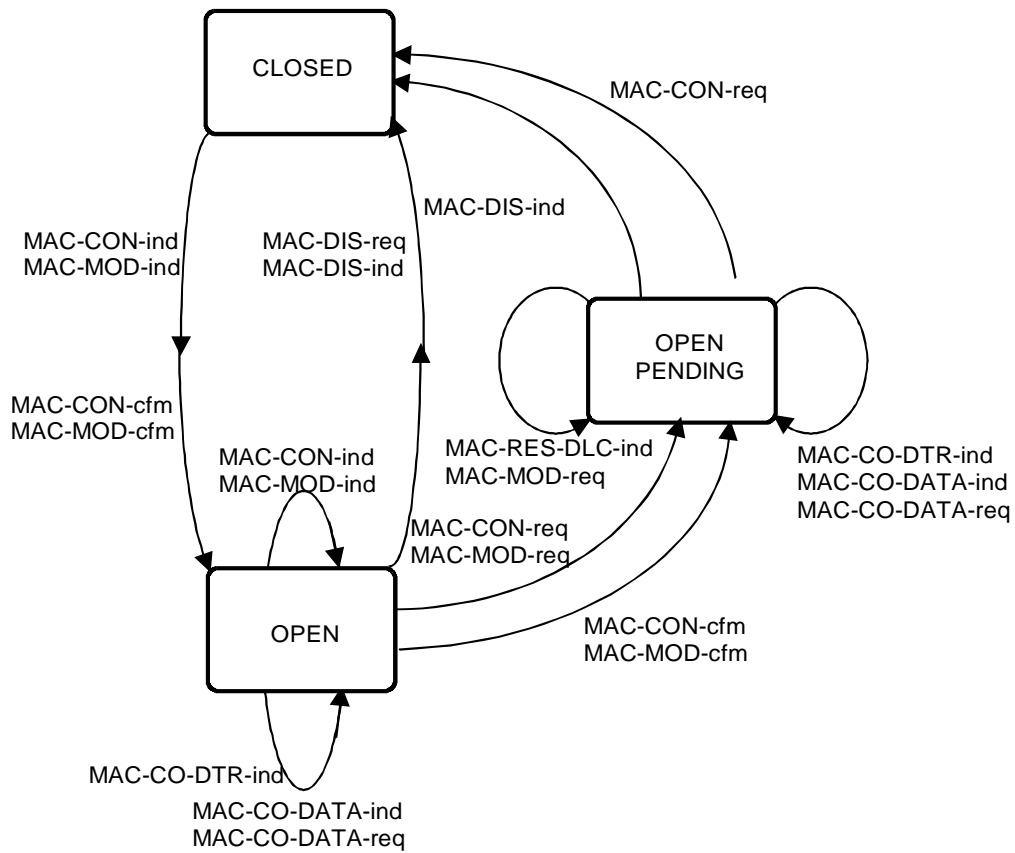 CLOSED
MAC-CON-req
MAC-DIS-ind
MAC-CON-ind
MAC-MOD-ind
MAC-DIS-req
MAC-DIS-ind
OPEN
PENDING
MAC-CON-cfm
MAC-MOD-cfm
MAC-CON-ind
MAC-MOD-ind
MAC-RES-DLC-ind
MAC-MOD-req
MAC-CO-DTR-ind
MAC-CO-DATA-ind
MAC-CO-DATA-req
MAC-CON-req
MAC-MOD-req
OPEN
MAC-CON-cfm
MAC-MOD-cfm
MAC-CO-DTR-ind
MAC-CO-DATA-ind
MAC-CO-DATA-req